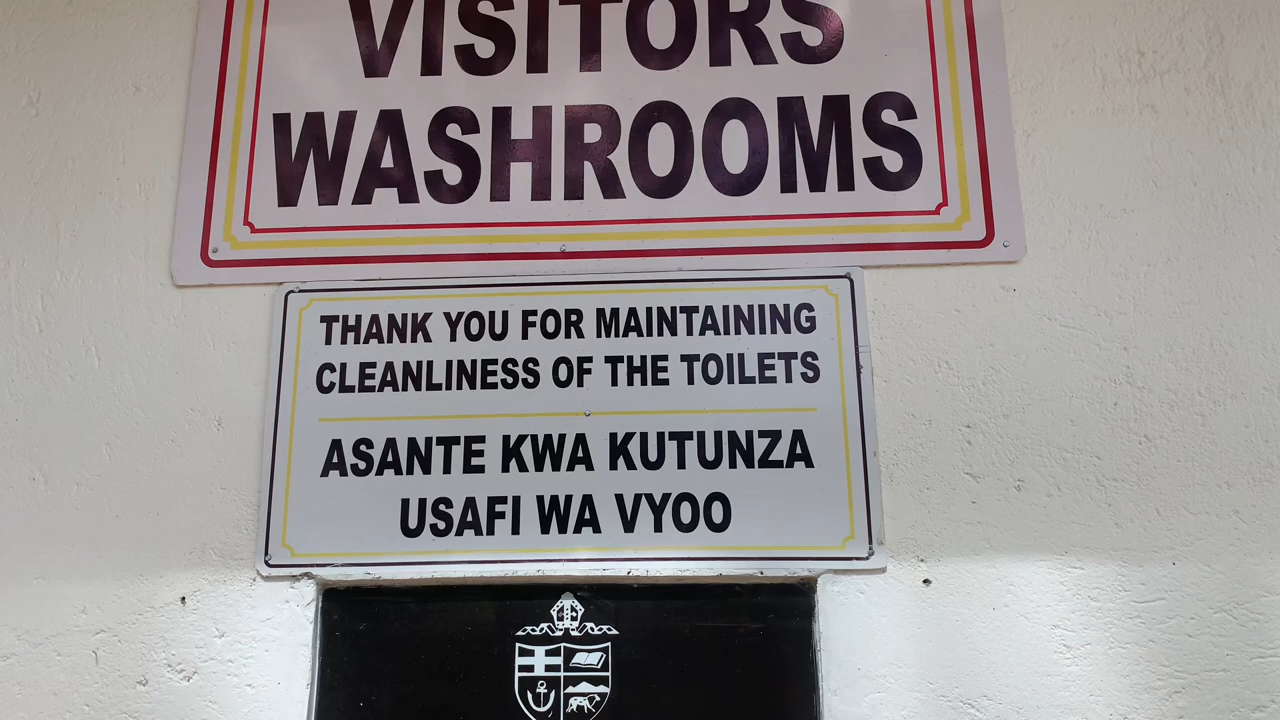 VISITORS
WASHROOMS
THANK YOU FOR MAINTAINING
CLEANLINESS OF THE TOILETS
ASANTE KWA KUTUNZA
USAFI WA VYOO